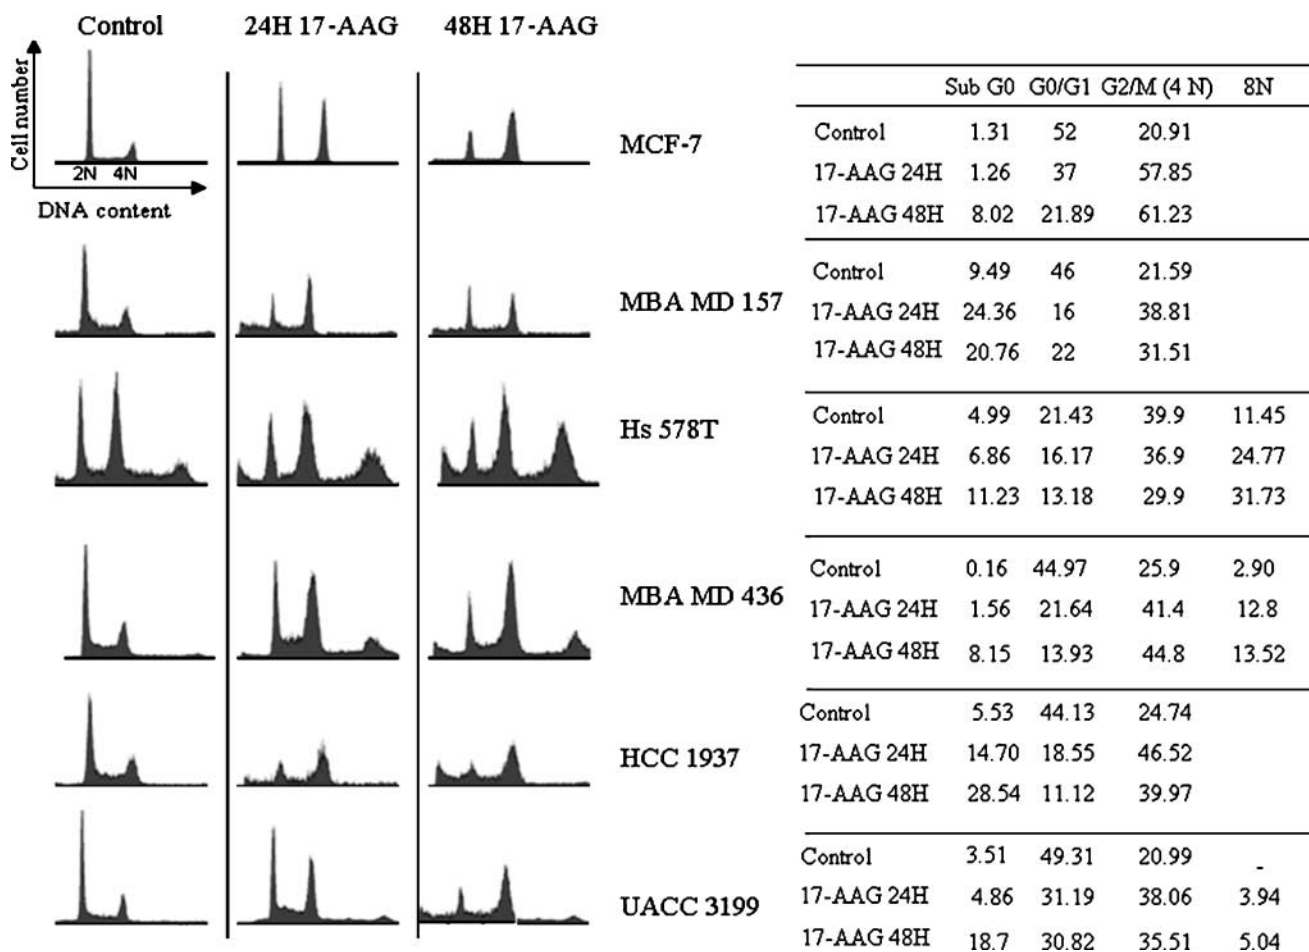 Control 24H 17-AAG 48H 17-AAG
Cell number
2N 4N
DNA content
MCF-7
MBA MD 157
Hs 578T
MBA MD 436
HCC 1937
UACC 3199
Sub G0 G0/G1 G2/M (4 N) 8N
Control 1.31 52 20.91
17-AAG 24H 1.26 37 57.85
17-AAG 48H 8.02 21.89 61.23
Control 9.49 46 21.59
17-AAG 24H 24.36 16 38.81
17-AAG 48H 20.76 22 31.51
Control 4.99 21.43 39.9 11.45
17-AAG 24H 6.86 16.17 36.9 24.77
17-AAG 48H 11.23 13.18 29.9 31.73
Control 0.16 44.97 25.9 2.90
17-AAG 24H 1.56 21.64 41.4 12.8
17-AAG 48H 8.15 13.93 44.8 13.52
Control 5.53 44.13 24.74
17-AAG 24H 14.70 18.55 46.52
17-AAG 48H 28.54 11.12 39.97
Control 3.51 49.31 20.99 -
17-AAG 24H 4.86 31.19 38.06 3.94
17-AAG 48H 18.7 30.82 35.51 5.04